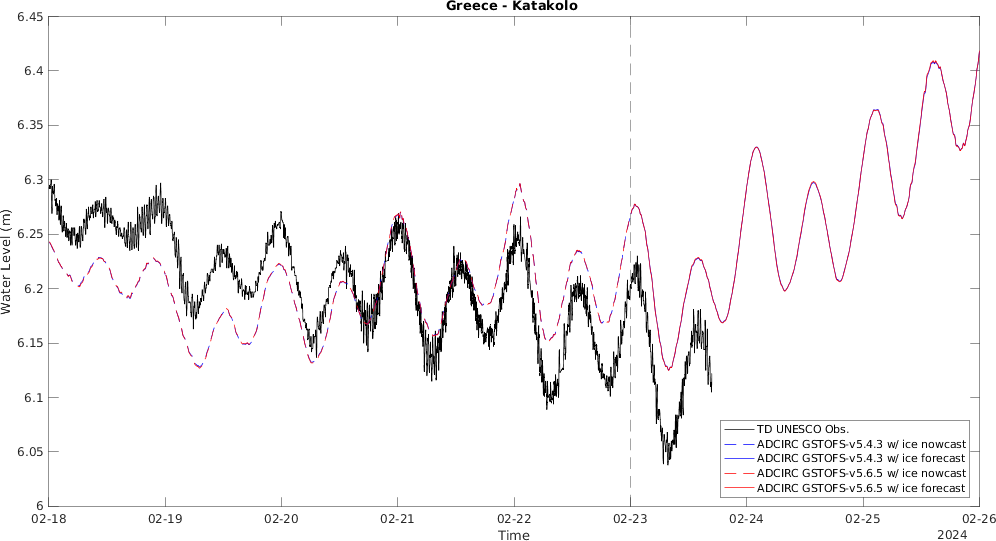 Greece - Katakolo
6.45
6.4
6.35
6.3
6.25
6.2
6.15
6.1
6.05
6
Water Level (m)
02-18
02-19
02-20
02-21
02-22
02-23
02-24
02-25
02-26
Time
2024
TD UNESCO Obs.
ADCIRC GSTOFS-v5.4.3 w/ ice nowcast
ADCIRC GSTOFS-v5.4.3 w/ ice forecast
ADCIRC GSTOFS-v5.6.5 w/ ice nowcast
ADCIRC GSTOFS-v5.6.5 w/ ice forecast